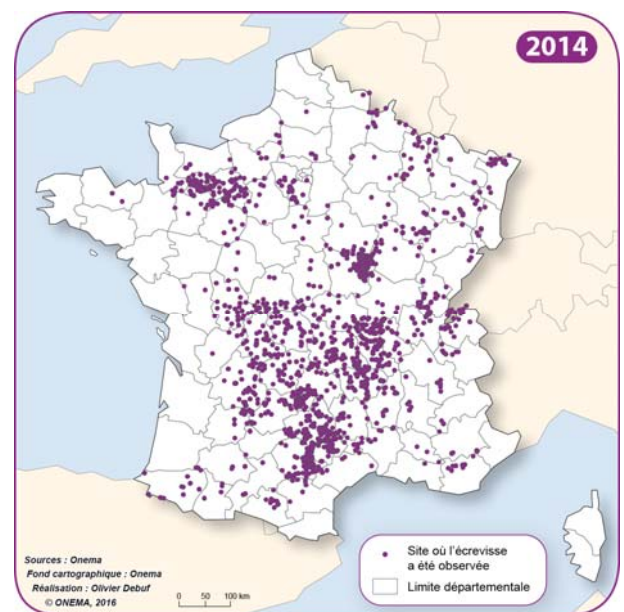 2014
Site où l'écrevisse
a été observée
Limite départementale
Sources : Onema
Fond cartographique : Onema
Réalisation : Olivier Debuf
© ONEMA, 2016
0 50 100 km